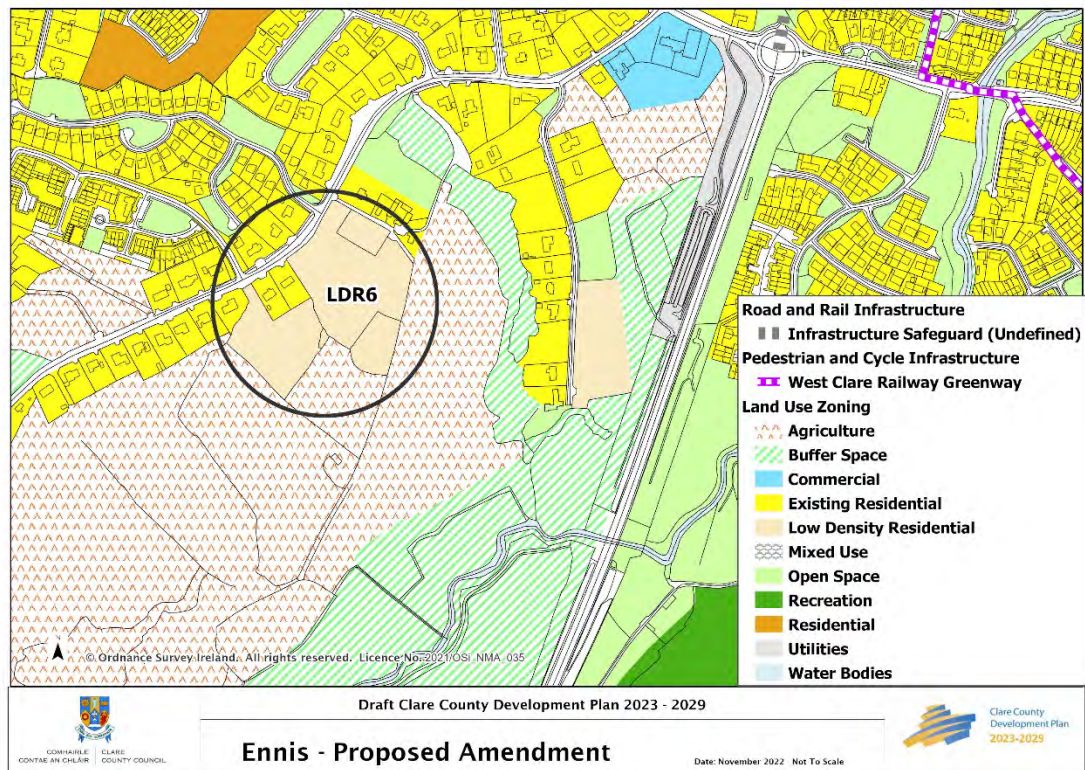 LDR6
Road and Rail Infrastructure
Infrastructure Safeguard (Undefined)
Pedestrian and Cycle Infrastructure
West Clare Railway Greenway
Land Use Zoning
Agriculture
Buffer Space
Commercial
Existing Residential
Low Density Residential
Mixed Use
Open Space
Recreation
Residential
Utilities
Water Bodies
N
© Ordnance Survey Ireland. All rights reserved. Licence No. 2021/OSi_NMA_035
Draft Clare County Development Plan 2023 - 2029
Ennis - Proposed Amendment
Date: November 2022 Not To Scale
COMHAIRLE CLARE
CONTAE AN CHLÁIR COUNTY COUNCIL
Clare County
Development Plan
2023-2029